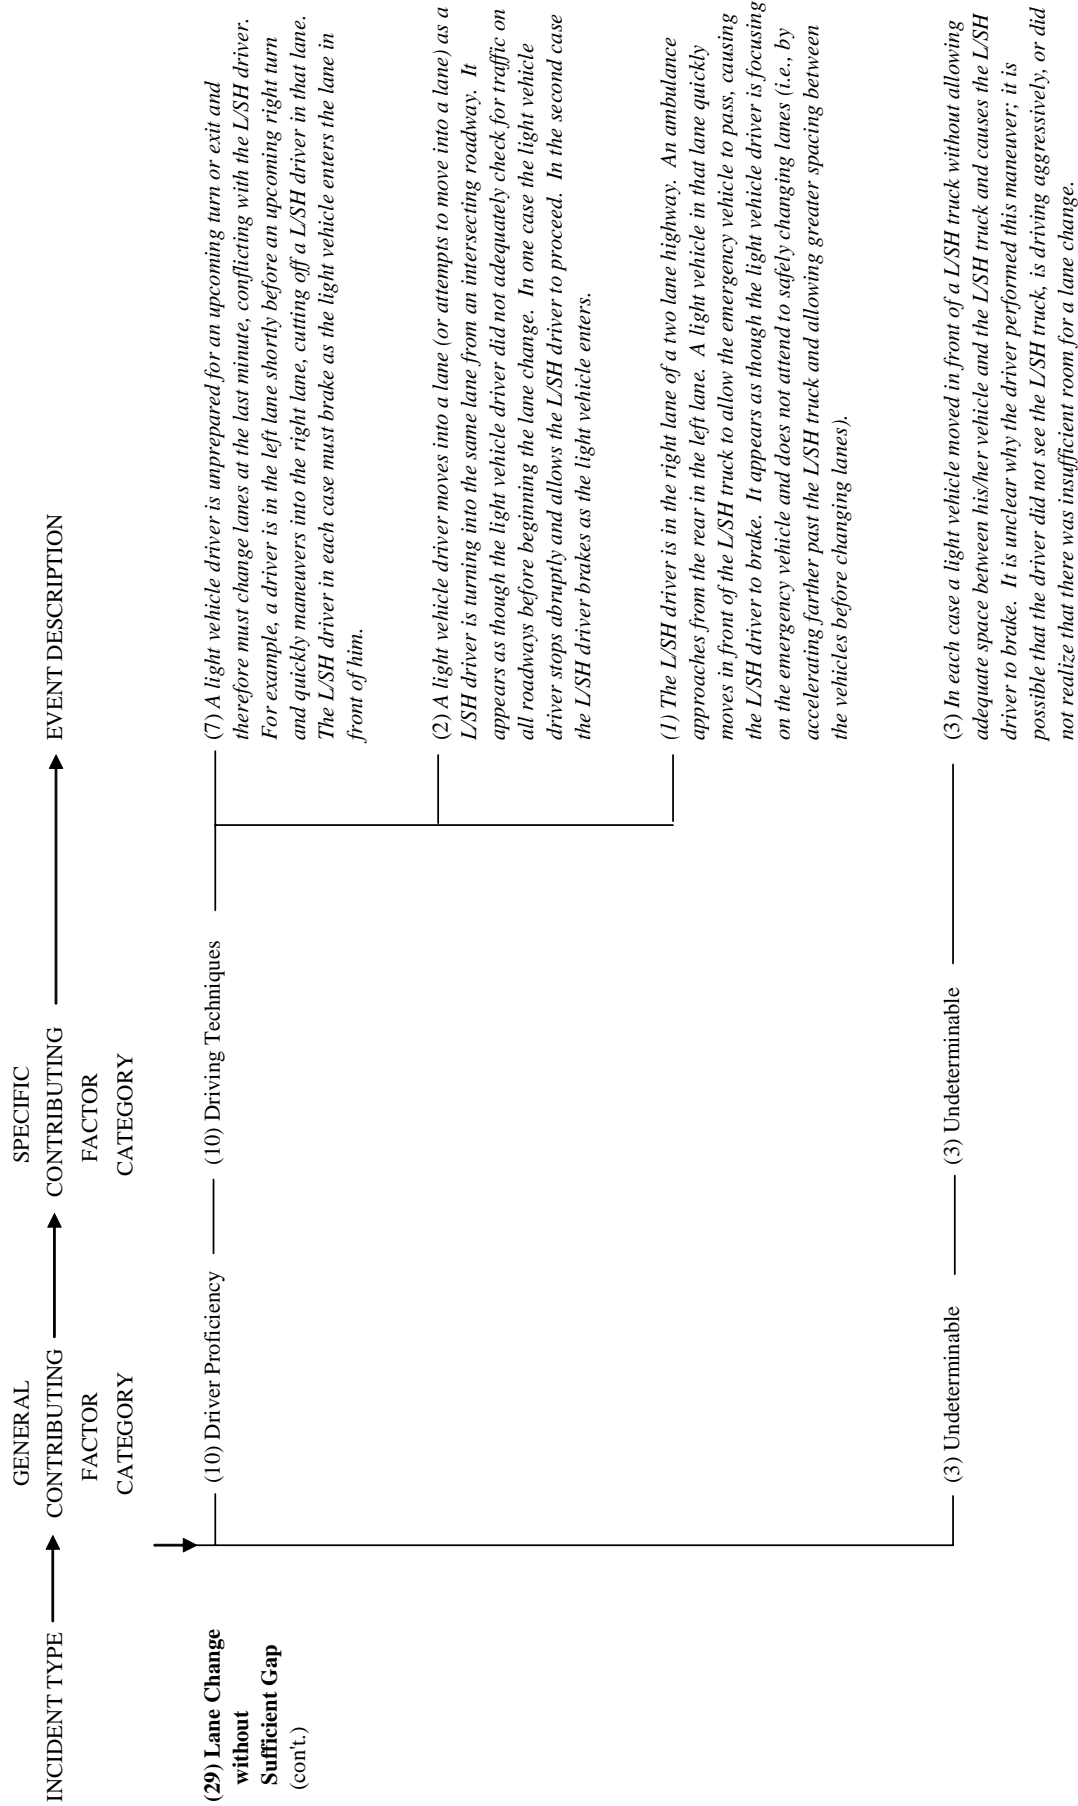 INCIDENT TYPE
GENERAL
CONTRIBUTING
FACTOR
CATEGORY
SPECIFIC
CONTRIBUTING
FACTOR
CATEGORY
EVENT DESCRIPTION
(29) Lane Change
without
Sufficient Gap
(con't.)
(10) Driver Proficiency
(10) Driving Techniques
(7) A light vehicle driver is unprepared for an upcoming turn or exit and
therefore must change lanes at the last minute, conflicting with the L/SH driver.
For example, a driver is in the left lane shortly before an upcoming right turn
and quickly maneuvers into the right lane, cutting off a L/SH driver in that lane.
The L/SH driver in each case must brake as the light vehicle enters the lane in
front of him.
(2) A light vehicle driver moves into a lane (or attempts to move into a lane) as a
L/SH driver is turning into the same lane from an intersecting roadway. It
appears as though the light vehicle driver did not adequately check for traffic on
all roadways before beginning the lane change. In one case the light vehicle
driver stops abruptly and allows the L/SH driver to proceed. In the second case
the L/SH driver brakes as the light vehicle enters.
(1) The L/SH driver is in the right lane of a two lane highway. An ambulance
approaches from the rear in the left lane. A light vehicle in that lane quickly
moves in front of the L/SH truck to allow the emergency vehicle to pass, causing
the L/SH driver to brake. It appears as though the light vehicle driver is focusing
on the emergency vehicle and does not attend to safely changing lanes (i.e., by
accelerating farther past the L/SH truck and allowing greater spacing between
the vehicles before changing lanes).
(3) Undeterminable
(3) Undeterminable
(3) In each case a light vehicle moved in front of a L/SH truck without allowing
adequate space between his/her vehicle and the L/SH truck and causes the L/SH
driver to brake. It is unclear why the driver performed this maneuver; it is
possible that the driver did not see the L/SH truck, is driving aggressively, or did
not realize that there was insufficient room for a lane change.